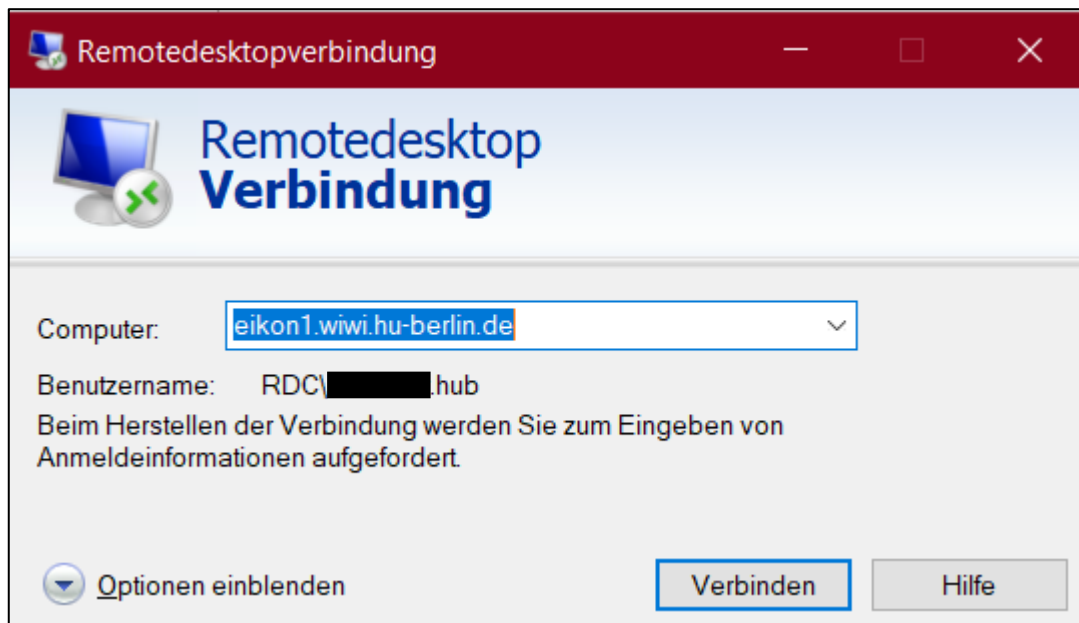 Remotedesktopverbindung
Remotedesktop
Verbindung
Computer: eikon1.wiwi.hu-berlin.de
Benutzername: RDC\.hub
Beim Herstellen der Verbindung werden Sie zum Eingeben von
Anmeldeinformationen aufgefordert.
Optionen einblenden Verbinden Hilfe